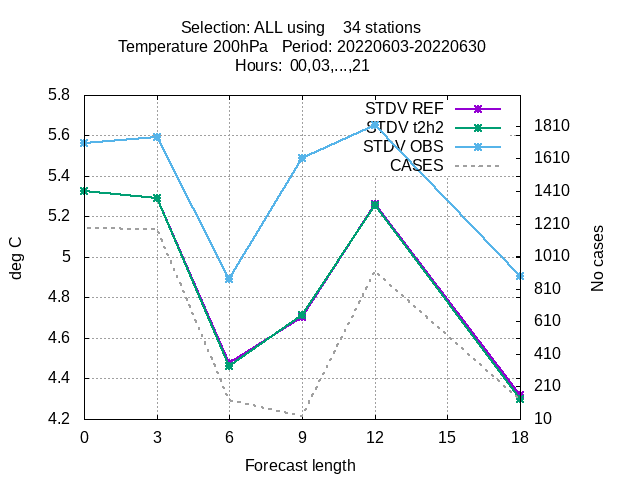 Selection: ALL using    34 stations
Temperature 200hPa   Period: 20220603-20220630
Hours: 00,03,...,21
STDV REF
STDV t2h2
STDV OBS
CASES
5.8
5.6
5.4
5.2
5
4.8
4.6
4.4
4.2
1810
1610
1410
1210
1010
810
610
410
210
10
deg C
No cases
0 3 6 9 12 15 18
Forecast length